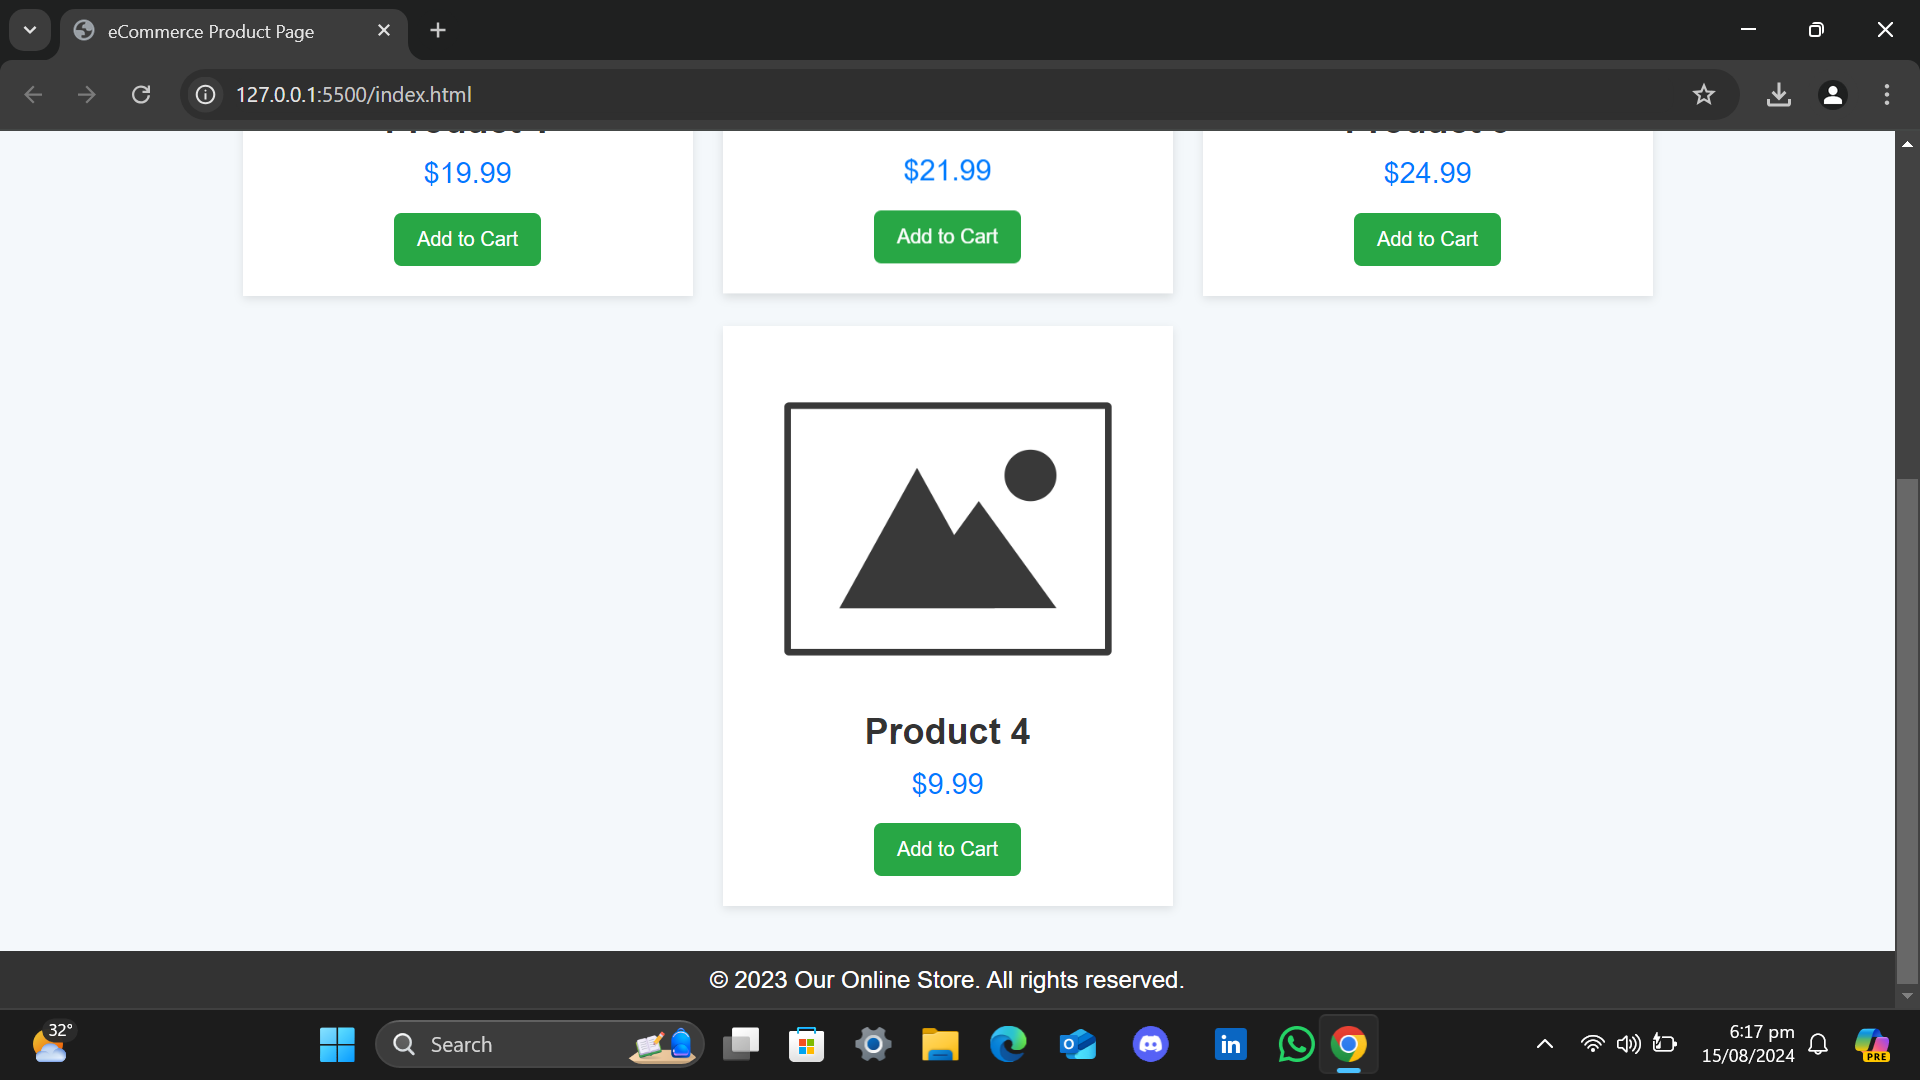 eCommerce Product Page
127.0.0.1:5500/index.html
$19.99
$21.99
$24.99
Add to Cart
Add to Cart
Add to Cart
Product 4
$9.99
Add to Cart
© 2023 Our Online Store. All rights reserved.
32°
Search
in
6:17 pm
15/08/2024
PRE